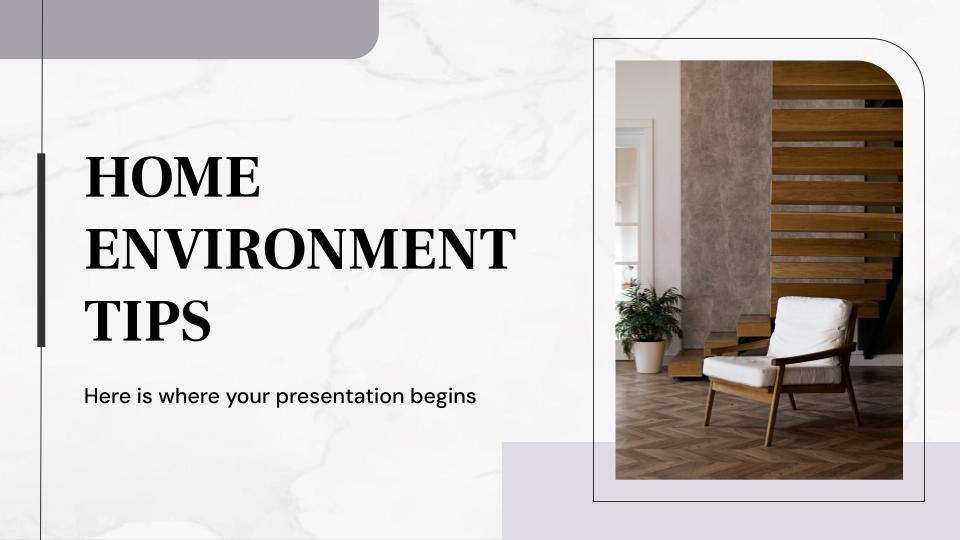 HOME
ENVIRONMENT
TIPS
Here is where your presentation begins